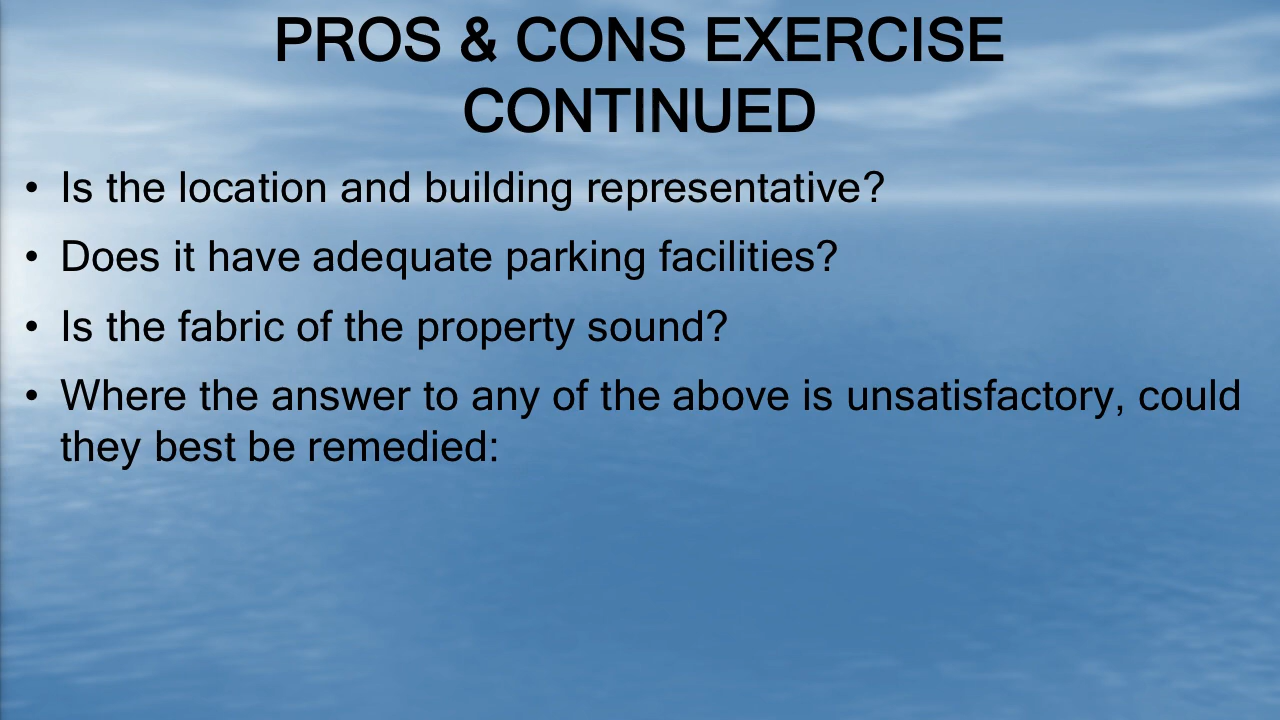 PROS & CONS EXERCISE
CONTINUED
• Is the location and building representative?
• Does it have adequate parking facilities?
• Is the fabric of the property sound?
• Where the answer to any of the above is unsatisfactory, could
they best be remedied: